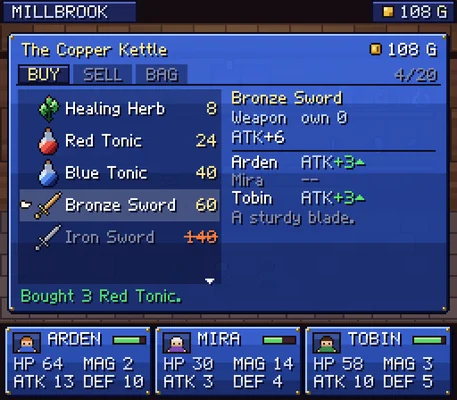 MILLBROOK
108 G
The Copper Kettle
108 G
BUY SELL BAG 4/20
Healing Herb 8
Red Tonic 24
Blue Tonic 40
Bronze Sword 60
Iron Sword 140
Bronze Sword
Weapon own 0
ATK+6
Arden ATK+3
Mira --
Tobin ATK+3
A sturdy blade.
Bought 3 Red Tonic.
ARDEN
HP 64 MAG 2
ATK 13 DEF 10
MIRA
HP 30 MAG 14
ATK 3 DEF 4
TOBIN
HP 58 MAG 3
ATK 10 DEF 5